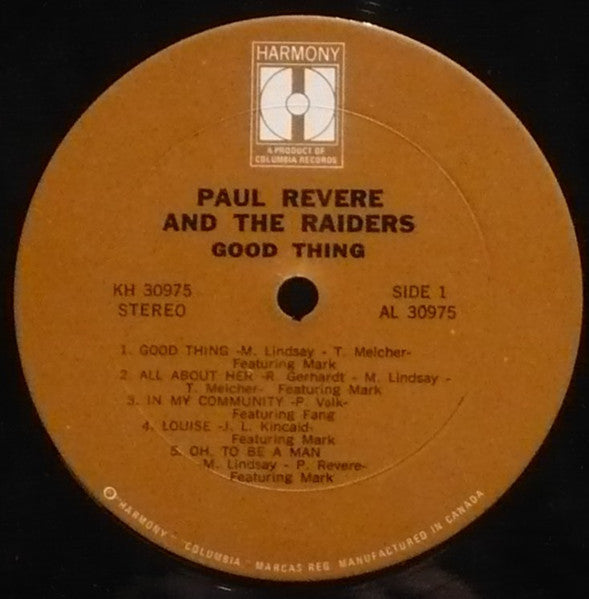 HARMONY
A PRODUCT OF
COLUMBIA RECORDS
PAUL REVERE
AND THE RAIDERS
GOOD THING
KH 30975
STEREO
SIDE 1
AL 30975
1. GOOD THING -M. Lindsay - T. Melcher-
Featuring Mark
2. ALL ABOUT HER -R. Gerhardt - M. Lindsay -
T. Melcher- Featuring Mark
3. IN MY COMMUNITY -P. Volk-
Featuring Fang
4. LOUISE -J. L. Kincaid-
Featuring Mark
5. OH, TO BE A MAN
M. Lindsay - P. Revere-
Featuring Mark
"HARMONY" "COLUMBIA" MARCAS REG. MANUFACTURED IN CANADA